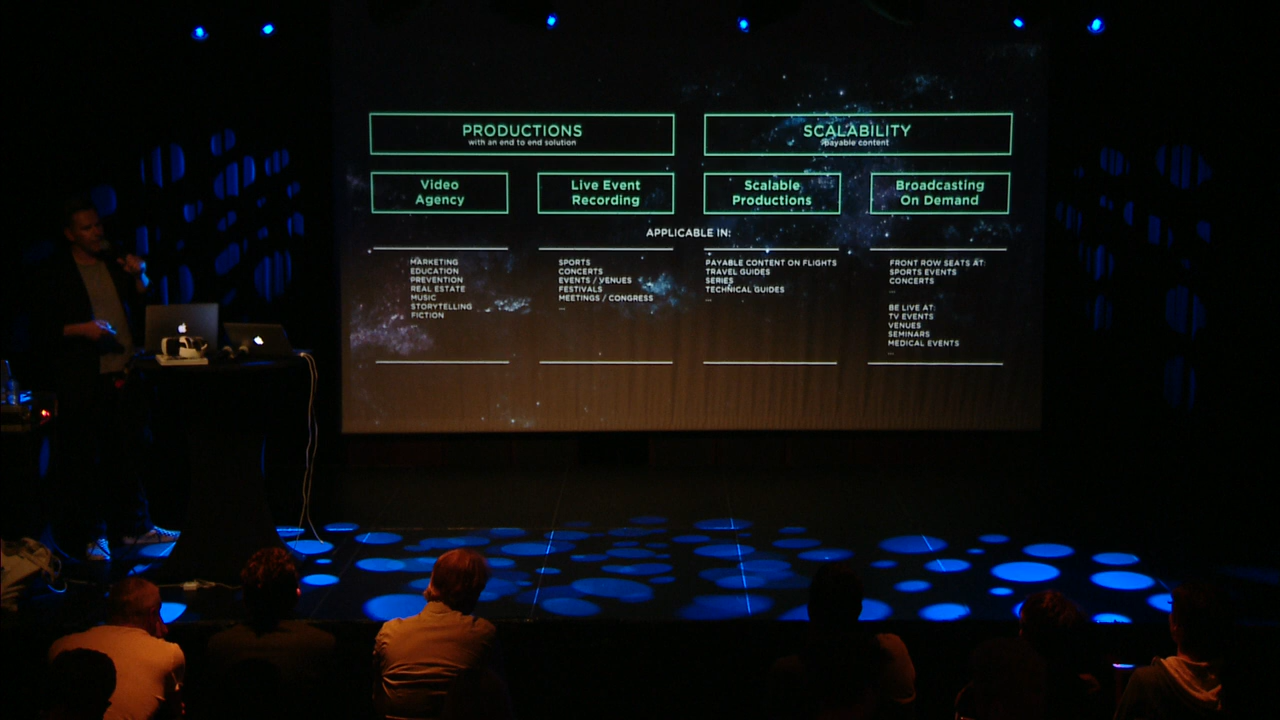 PRODUCTIONS
with an end to end solution
SCALABILITY
Payable content
Video
Agency
Live Event
Recording
Scalable
Productions
Broadcasting
On Demand
APPLICABLE IN:
MARKETING
EDUCATION
PREVENTION
REAL ESTATE
MUSIC
STORYTELLING
FICTION
SPORTS
CONCERTS
EVENTS / VENUES
FESTIVALS
MEETINGS / CONGRESS
...
PAYABLE CONTENT ON FLIGHTS
TRAVEL GUIDES
SERIES
TECHNICAL GUIDES
...
FRONT ROW SEATS AT:
SPORTS EVENTS
CONCERTS
...
BE LIVE AT:
TV EVENTS
VENUES
SEMINARS
MEDICAL EVENTS
...